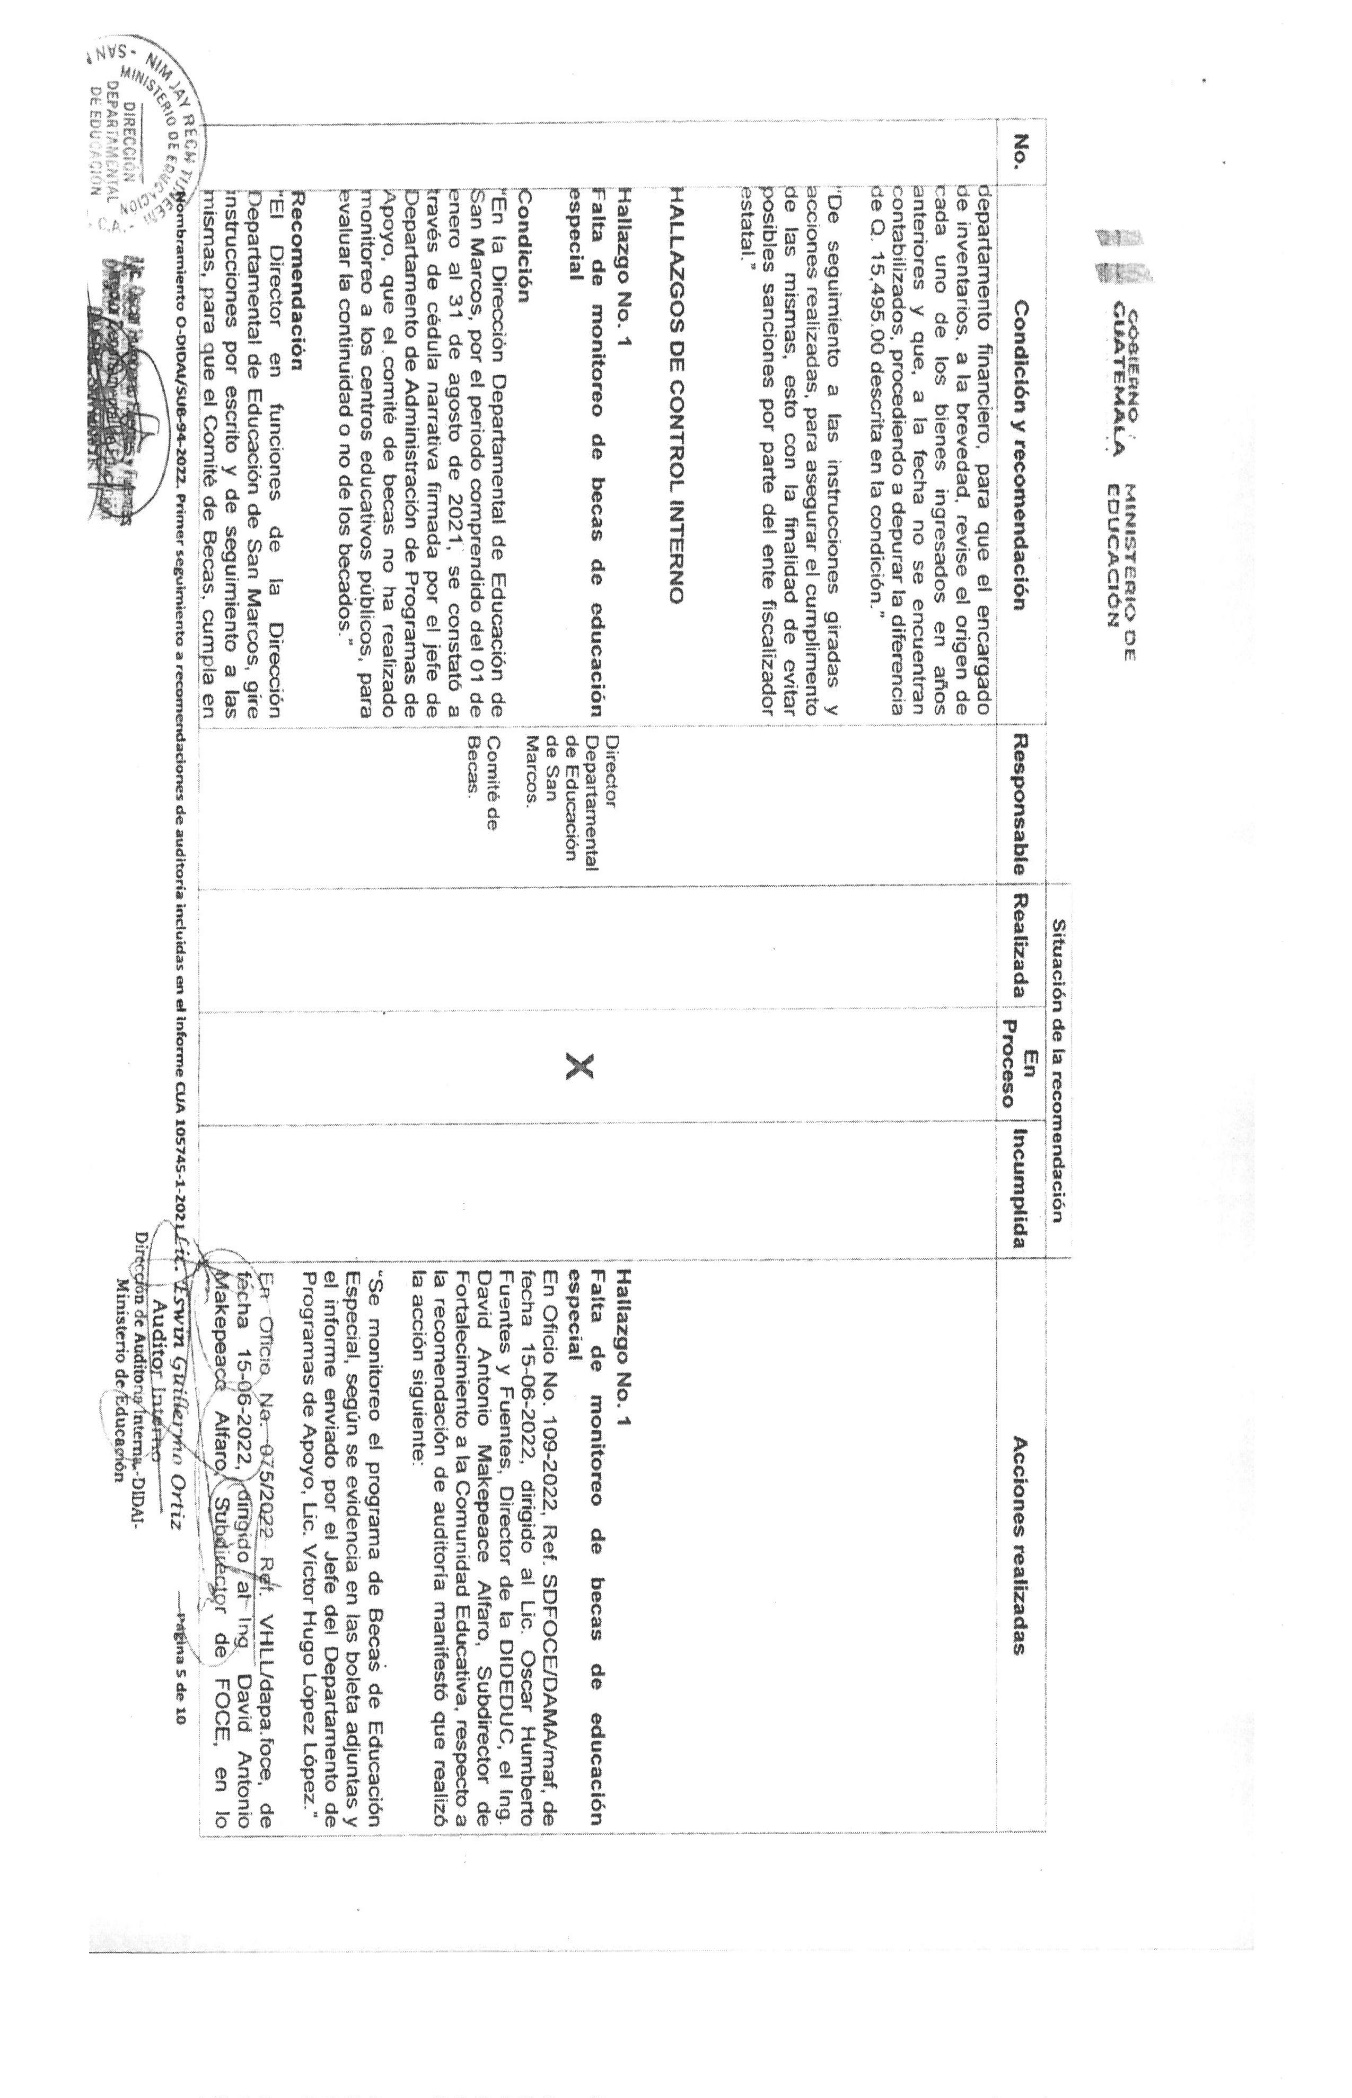 GOBIERNO
GUATEMALA
MINISTERIO DE
EDUCACIÓN
Situación de la recomendación
No.
Condición y recomendación
Responsable
Realizada
En
Proceso
Incumplida
Acciones realizadas
departamento financiero, para que el encargado
de inventarios, a la brevedad, revise el origen de
cada uno de los bienes ingresados en años
anteriores y que, a la fecha no se encuentran
contabilizados, procediendo a depurar la diferencia
de Q. 15,495.00 descrita en la condición."
"De seguimiento a las instrucciones giradas y
acciones realizadas, para asegurar el cumplimento
de las mismas, esto con la finalidad de evitar
posibles sanciones por parte del ente fiscalizador
estatal."
HALLAZGOS DE CONTROL INTERNO
Hallazgo No. 1
Falta de monitoreo de becas de educación
especial
Condición
"En la Dirección Departamental de Educación de
San Marcos, por el periodo comprendido del 01 de
enero al 31 de agosto de 2021, se constató a
través de cédula narrativa firmada por el jefe de
Departamento de Administración de Programas de
Apoyo, que el comité de becas no ha realizado
monitoreo a los centros educativos públicos, para
evaluar la continuidad o no de los becados."
Recomendación
"El Director en funciones de la Dirección
Departamental de Educación de San Marcos, gire
instrucciones por escrito y de seguimiento a las
mismas, para que el Comité de Becas, cumpla en
Director
Departamental
de Educación
de San
Marcos.
Comité de
Becas.
X
Hallazgo No. 1
Falta de monitoreo de becas de educación
especial
En Oficio No. 109-2022, Ref. SDFOCE/DAMA/maf, de
fecha 15-06-2022, dirigido al Lic. Oscar Humberto
Fuentes y Fuentes, Director de la DIDEDUC, el Ing.
David Antonio Makepeace Alfaro, Subdirector de
Fortalecimiento a la Comunidad Educativa, respecto a
la recomendación de auditoría manifestó que realizó
la acción siguiente:
"Se monitoreo el programa de Becas de Educación
Especial, según se evidencia en las boleta adjuntas y
el informe enviado por el Jefe del Departamento de
Programas de Apoyo, Lic. Víctor Hugo López López."
En Oficio No. 075/2022 Ref. VHLL/dapa.foce, de
fecha 15-06-2022, dirigido al Ing. David Antonio
Makepeace Alfaro, Subdirector de FOCE, en lo
Nombramiento O-DIDAI/SUB-94-2022. Primer seguimiento a recomendaciones de auditoría incluidas en el informe CUA 105745-1-2021
Página 5 de 10
Lic. Eswin Guillermo Ortiz
Auditor Interno
Dirección de Auditoría Interna -DIDAI-
Ministerio de Educación
MINISTERIO DE EDUCACION
DIRECCIÓN
DEPARTAMENTAL
DE EDUCACIÓN